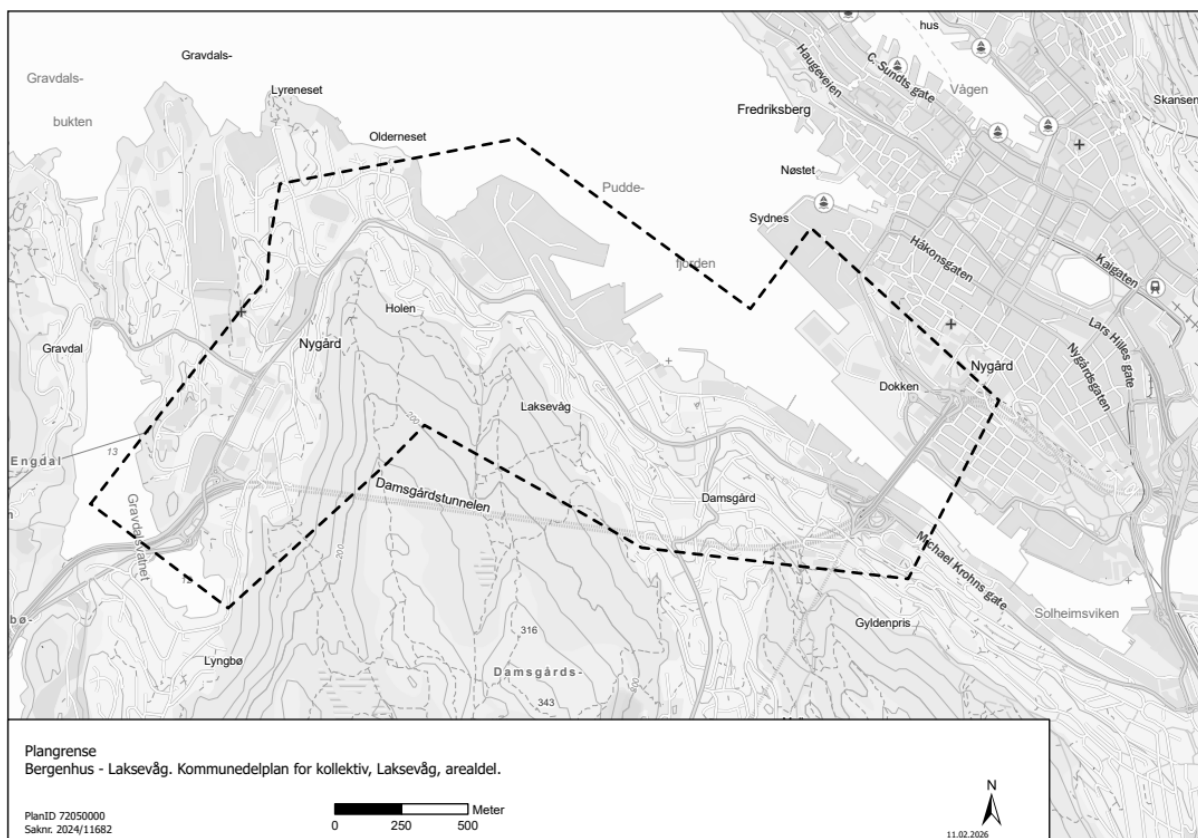 hus
Gravdals-
Gravdals-
bukten
Lyreneset
Haugeveien
C. Sundts gate
Vågen
Skansen
Fredriksberg
Olderneset
Nøstet
Pudde-
fjorden
Sydnes
Håkonsgaten
Kaigaten
Holen
Nygård
Gravdal
Lars Hilles gate
Nygårdsgaten
Nygård
Dokken
Laksevåg
200
13
Engdal
Damsgårdstunnelen
Damsgård
Gravdalsvatnet
200
13
Michael Krohns gate
Solheimsviken
bø-
Gyldenpris
316
Lyngbø
Damsgårds-
343
Plangrense
Bergenhus - Laksevåg. Kommunedelplan for kollektiv, Laksevåg, arealdel.
PlanID 72050000
Saknr. 2024/11682
Meter
0 250 500
N
11.02.2026